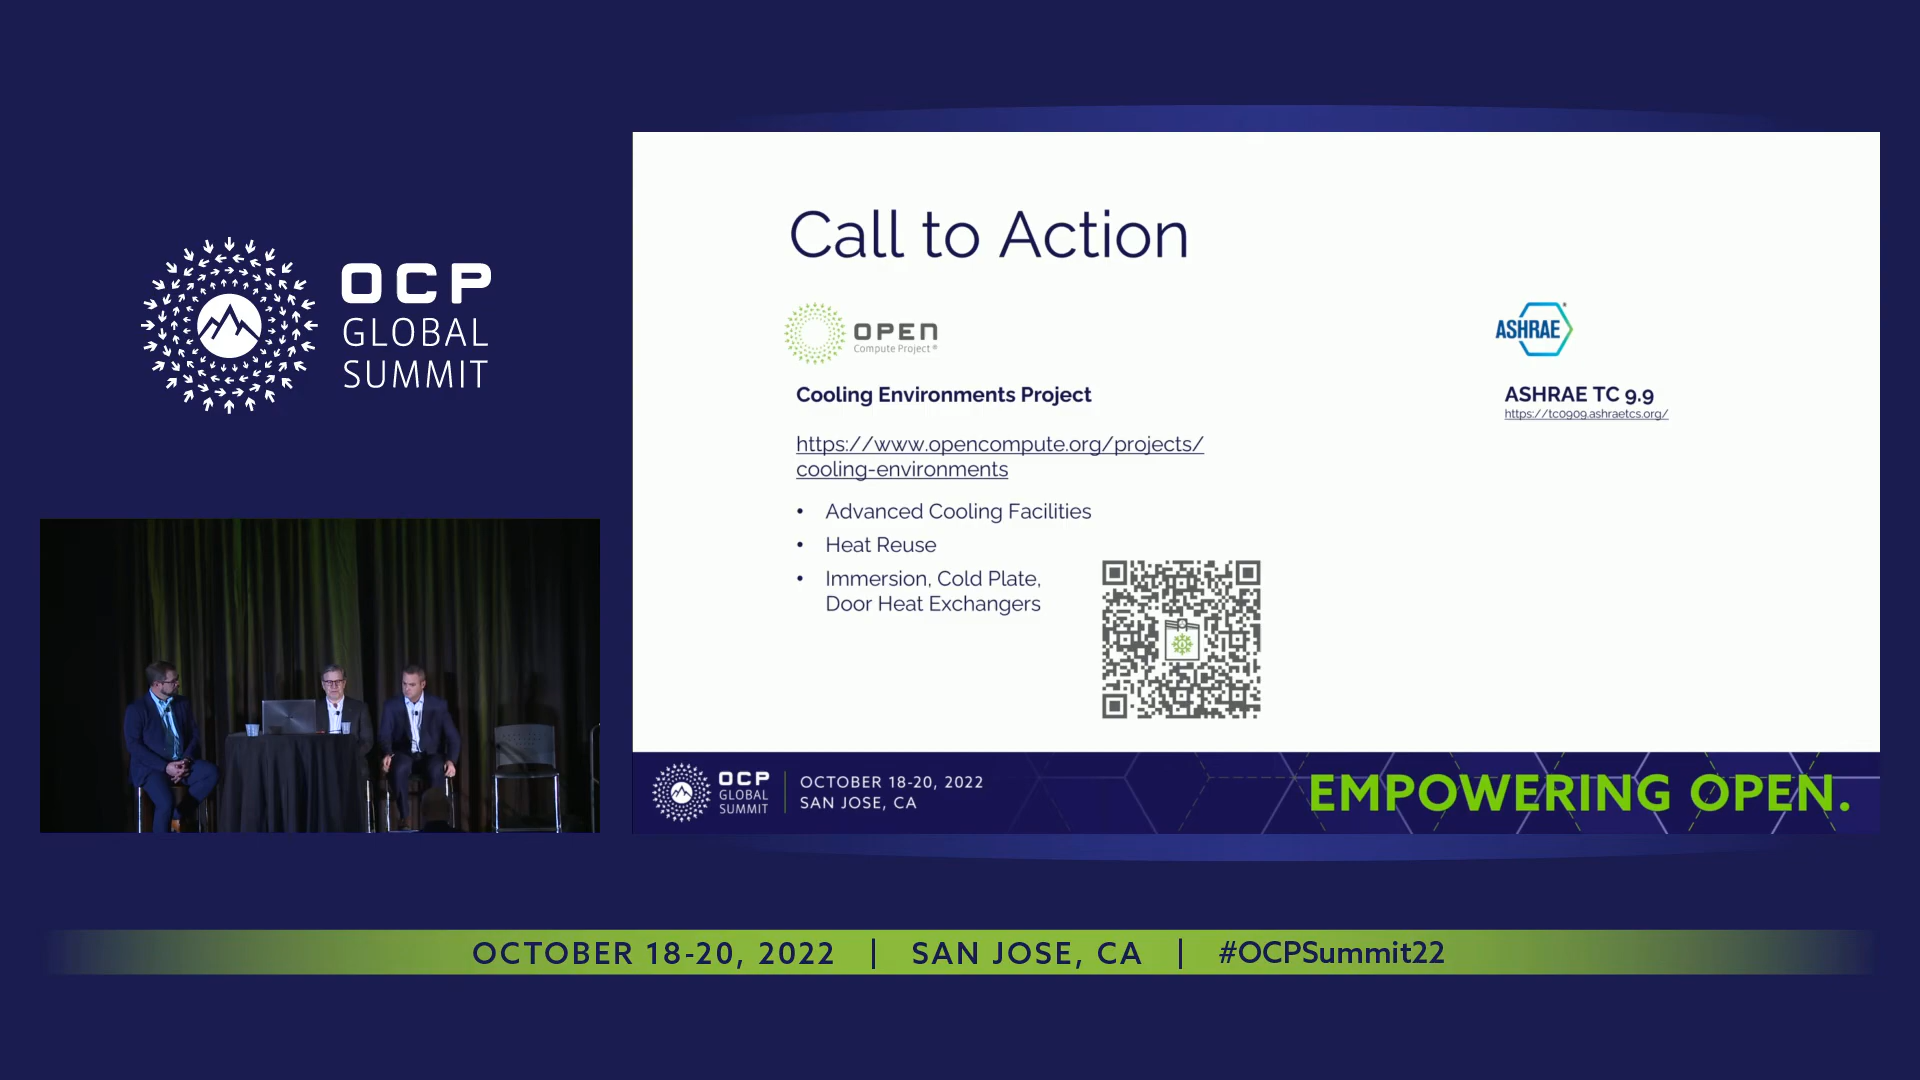 OCP
GLOBAL
SUMMIT
Call to Action
OPEN
Compute Project ®
Cooling Environments Project
https://www.opencompute.org/projects/
cooling-environments
• Advanced Cooling Facilities
• Heat Reuse
• Immersion, Cold Plate,
Door Heat Exchangers
ASHRAE
ASHRAE TC 9.9
https://tc0909.ashraetcs.org/
OCP
GLOBAL
SUMMIT
OCTOBER 18-20, 2022
SAN JOSE, CA
EMPOWERING OPEN.
OCTOBER 18-20, 2022 | SAN JOSE, CA | #OCPSummit22